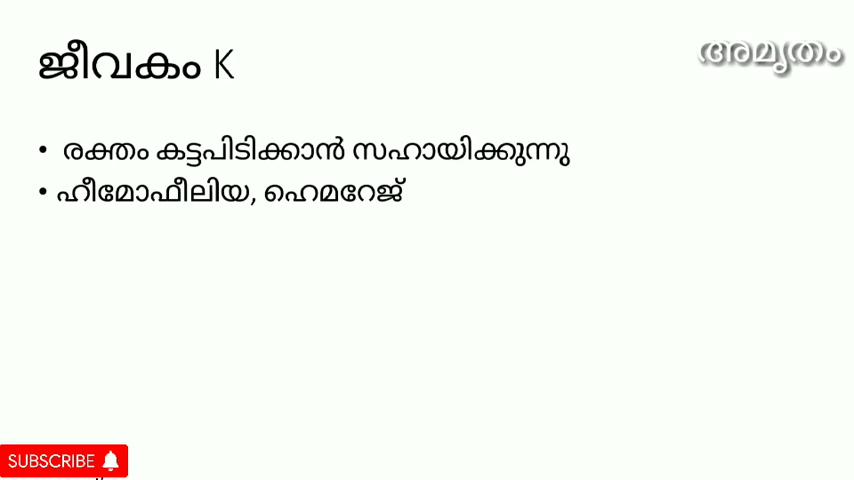 അമൃതം
ജീവകം K
• രക്തം കട്ടപിടിക്കാൻ സഹായിക്കുന്നു
• ഹീമോഫീലിയ, ഹെമറേജ്
SUBSCRIBE